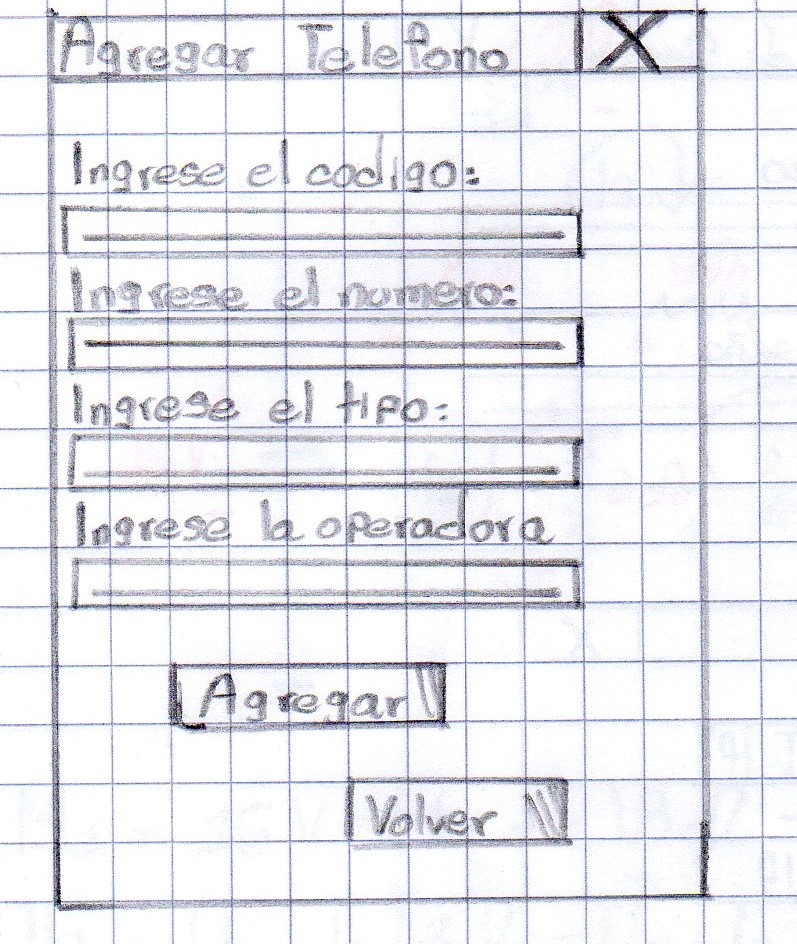 Agregar Telefono X
Ingrese el codigo:
Ingrese el numero:
Ingrese el tipo:
Ingrese la operadora
Agregar
Volver